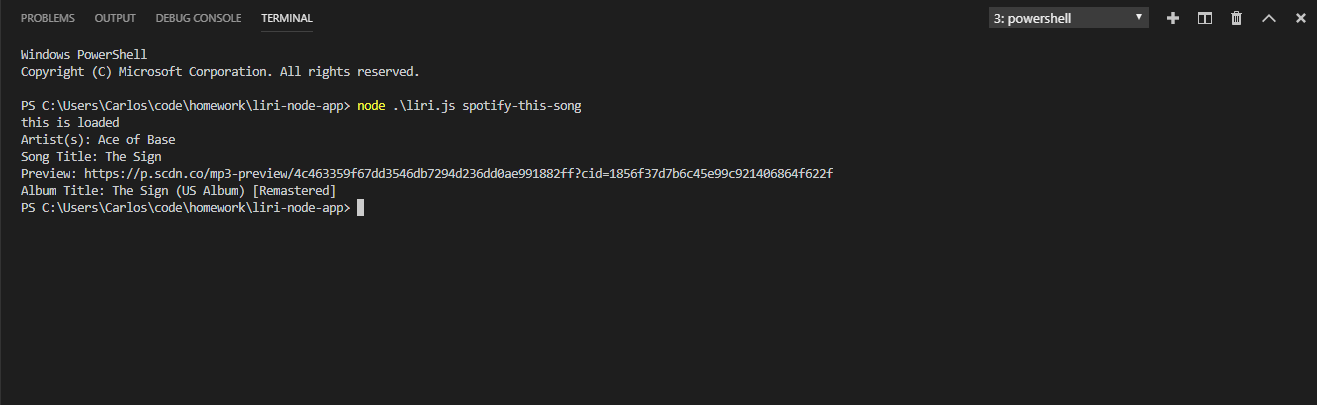 PROBLEMS OUTPUT DEBUG CONSOLE TERMINAL 3: powershell
Windows PowerShell
Copyright (C) Microsoft Corporation. All rights reserved.
PS C:\Users\Carlos\code\homework\liri-node-app> node .\liri.js spotify-this-song
this is loaded
Artist(s): Ace of Base
Song Title: The Sign
Preview: https://p.scdn.co/mp3-preview/4c463359f67dd3546db7294d236dd0ae991882ff?cid=1856f37d7b6c45e99c921406864f622f
Album Title: The Sign (US Album) [Remastered]
PS C:\Users\Carlos\code\homework\liri-node-app>